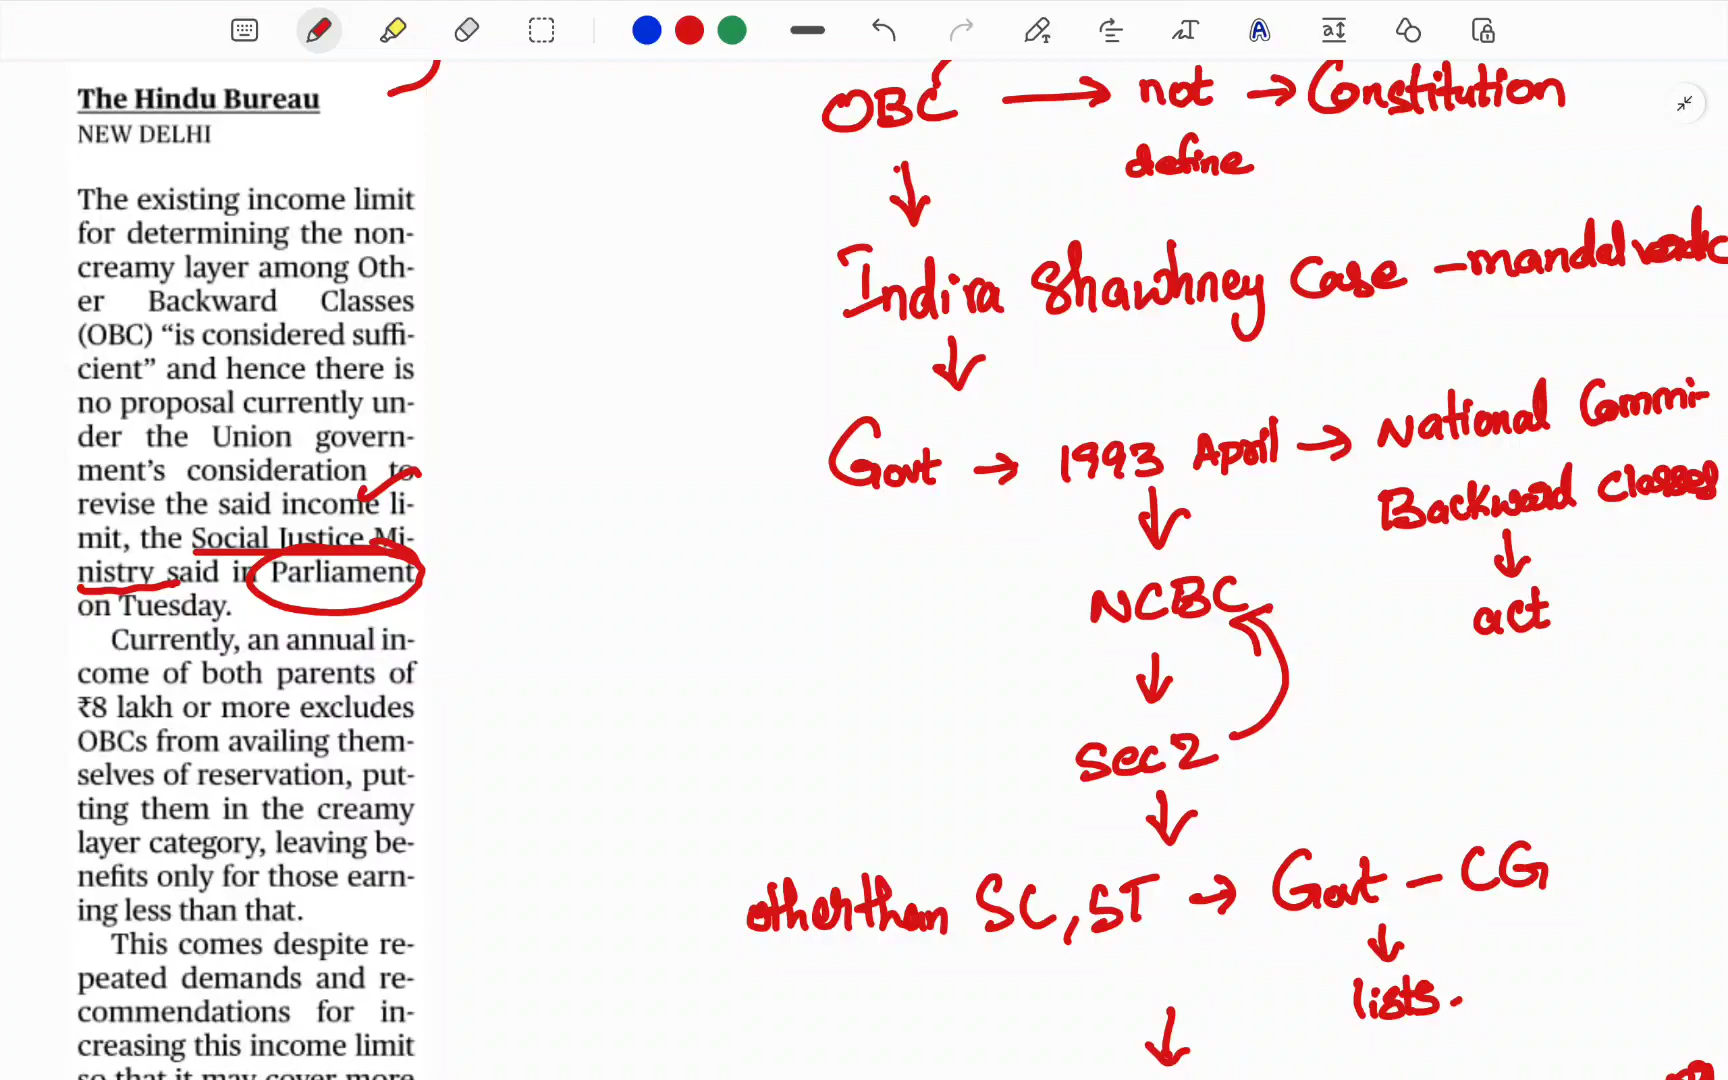 The Hindu Bureau
NEW DELHI
The existing income limit
for determining the non-
creamy layer among Oth-
er Backward Classes
(OBC) “is considered suffi-
cient” and hence there is
no proposal currently un-
der the Union govern-
ment’s consideration to
revise the said income li-
mit, the Social Justice Mi-
nistry said in Parliament
on Tuesday.
Currently, an annual in-
come of both parents of
₹8 lakh or more excludes
OBCs from availing them-
selves of reservation, put-
ting them in the creamy
layer category, leaving be-
nefits only for those earn-
ing less than that.
This comes despite re-
peated demands and re-
commendations for in-
creasing this income limit
so that it may cover more
OBC → not → Constitution
define
Indira Shawhney Case - mandal
Govt → 1993 April → National Commi-
Backward Classes
act
NCBC
Sec 2
other than SC, ST → Govt - CG
lists.